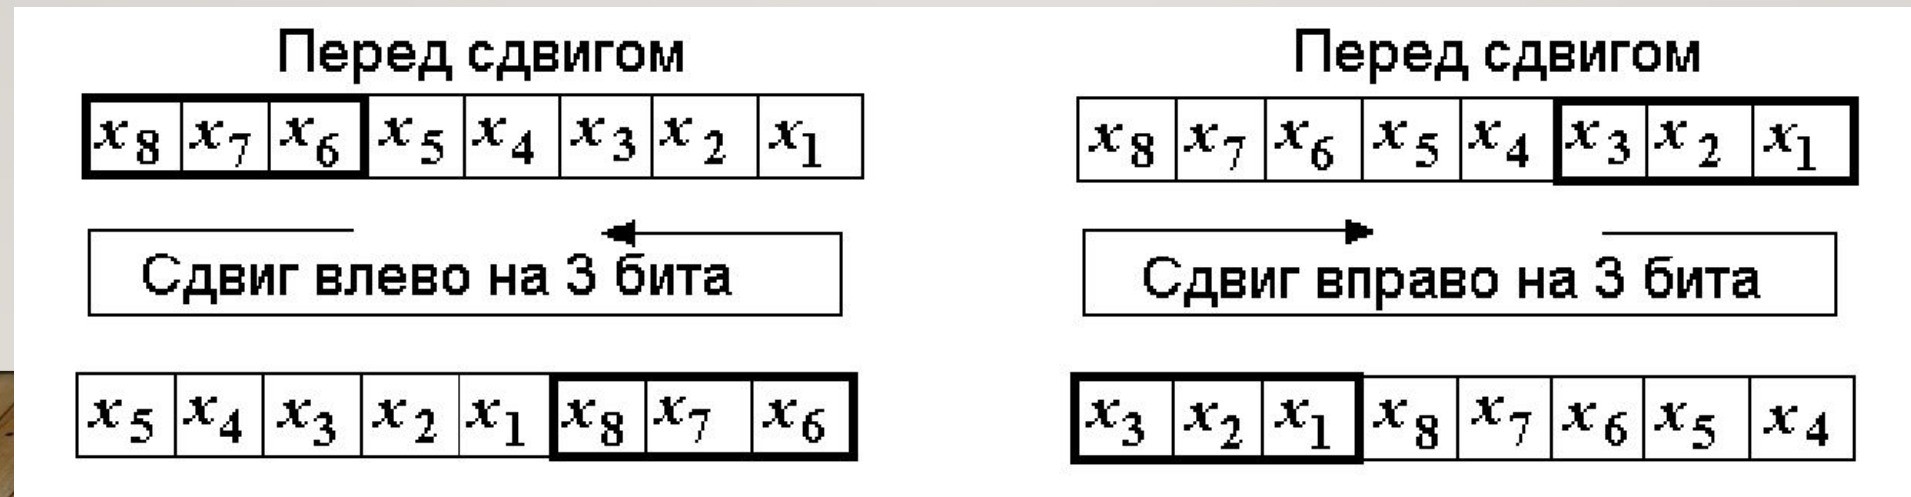 Перед сдвигом
x8 x7 x6 x5 x4 x3 x2 x1
Сдвиг влево на 3 бита
x5 x4 x3 x2 x1 x8 x7 x6
Перед сдвигом
x8 x7 x6 x5 x4 x3 x2 x1
Сдвиг вправо на 3 бита
x3 x2 x1 x8 x7 x6 x5 x4